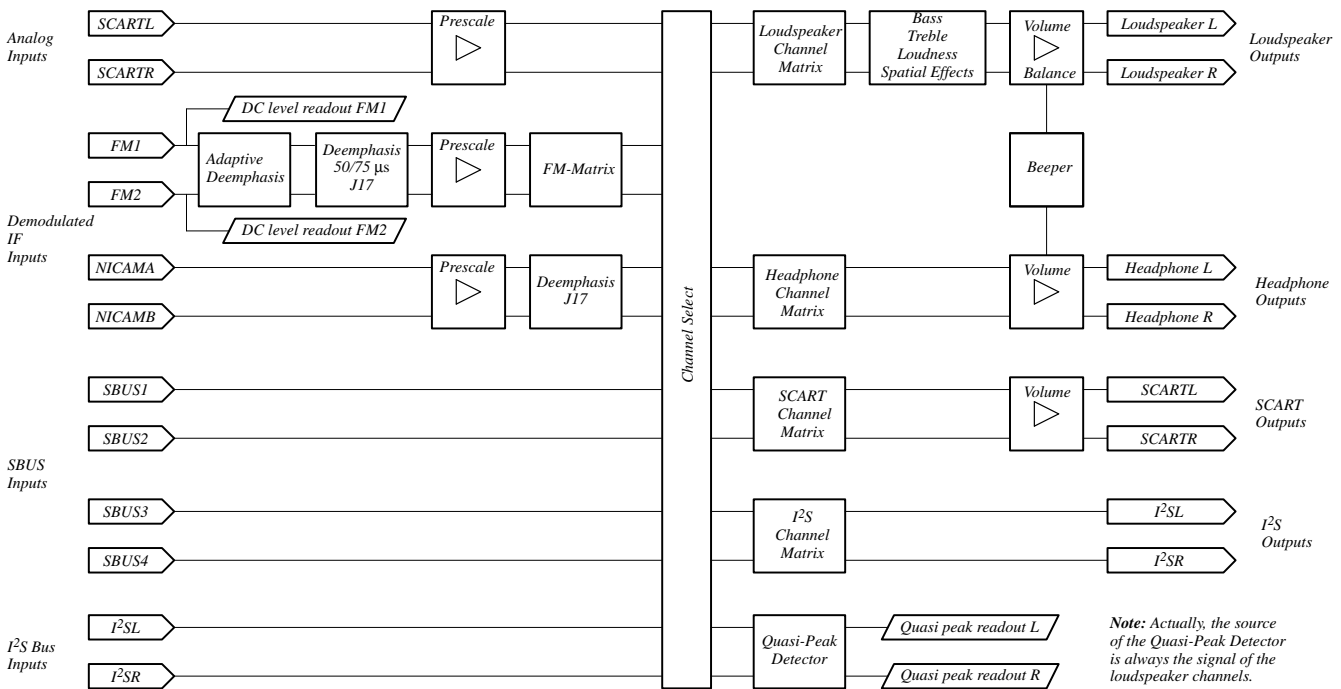 Analog
Inputs
SCARTL
SCARTR
Prescale
DC level readout FM1
FM1
FM2
Adaptive
Deemphasis
Deemphasis
50/75 µs
J17
Prescale
FM-Matrix
DC level readout FM2
Demodulated
IF
Inputs
NICAMA
NICAMB
Prescale
Deemphasis
J17
SBUS
Inputs
SBUS1
SBUS2
SBUS3
SBUS4
I²S Bus
Inputs
I²SL
I²SR
Channel Select
Loudspeaker
Channel
Matrix
Bass
Treble
Loudness
Spatial Effects
Volume
Balance
Loudspeaker L
Loudspeaker R
Loudspeaker
Outputs
Beeper
Headphone
Channel
Matrix
Volume
Headphone L
Headphone R
Headphone
Outputs
SCART
Channel
Matrix
Volume
SCARTL
SCARTR
SCART
Outputs
I²S
Channel
Matrix
I²SL
I²SR
I²S
Outputs
Quasi-Peak
Detector
Quasi peak readout L
Quasi peak readout R
Note: Actually, the source
of the Quasi-Peak Detector
is always the signal of the
loudspeaker channels.